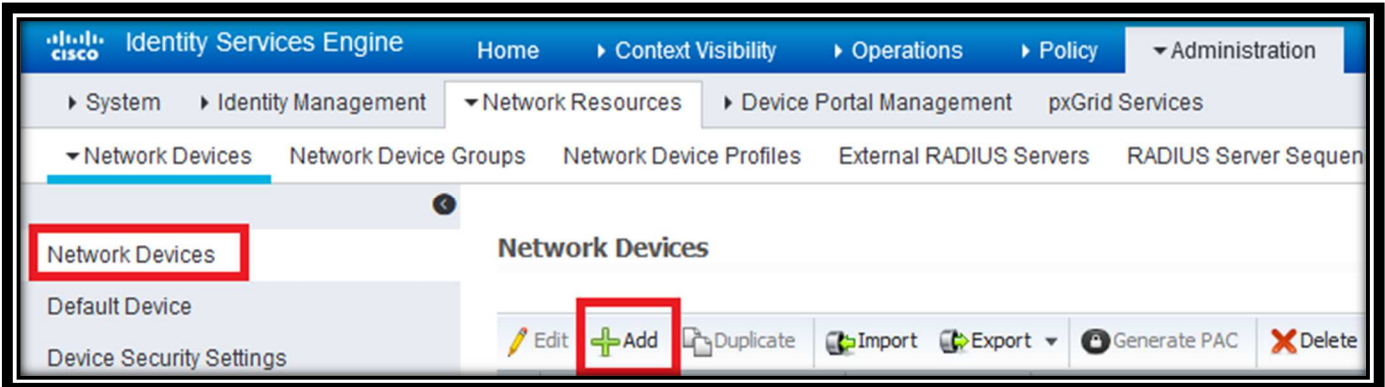 CISCO Identity Services Engine Home Context Visibility Operations Policy Administration
System Identity Management Network Resources Device Portal Management pxGrid Services
Network Devices Network Device Groups Network Device Profiles External RADIUS Servers RADIUS Server Sequen
Network Devices
Default Device
Device Security Settings
Network Devices
Edit Add Duplicate Import Export Generate PAC Delete